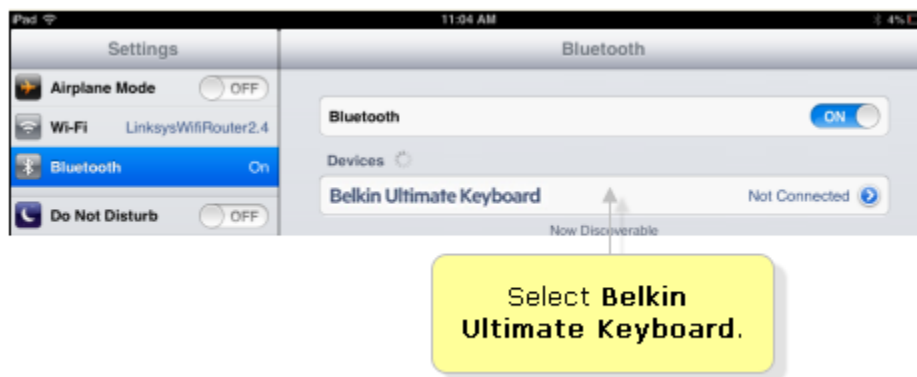 iPad 11:04 AM 4%
Settings Bluetooth
Airplane Mode OFF
Wi-Fi LinksysWifiRouter2.4
Bluetooth On
Do Not Disturb OFF
Bluetooth ON
Devices
Belkin Ultimate Keyboard Not Connected
Now Discoverable
Select Belkin
Ultimate Keyboard.